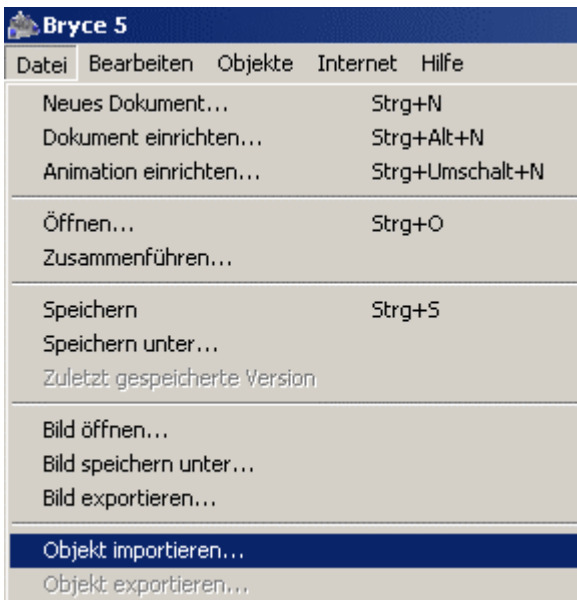 Bryce 5
Datei Bearbeiten Objekte Internet Hilfe
Neues Dokument... Strg+N
Dokument einrichten... Strg+Alt+N
Animation einrichten... Strg+Umschalt+N
Öffnen... Strg+O
Zusammenführen...
Speichern Strg+S
Speichern unter...
Zuletzt gespeicherte Version
Bild öffnen...
Bild speichern unter...
Bild exportieren...
Objekt importieren...
Objekt exportieren...